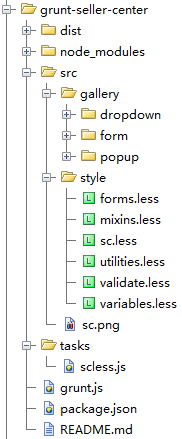 grunt-seller-center
dist
node_modules
src
gallery
dropdown
form
popup
style
forms.less
mixins.less
sc.less
utilities.less
validate.less
variables.less
sc.png
tasks
scless.js
grunt.js
package.json
README.md